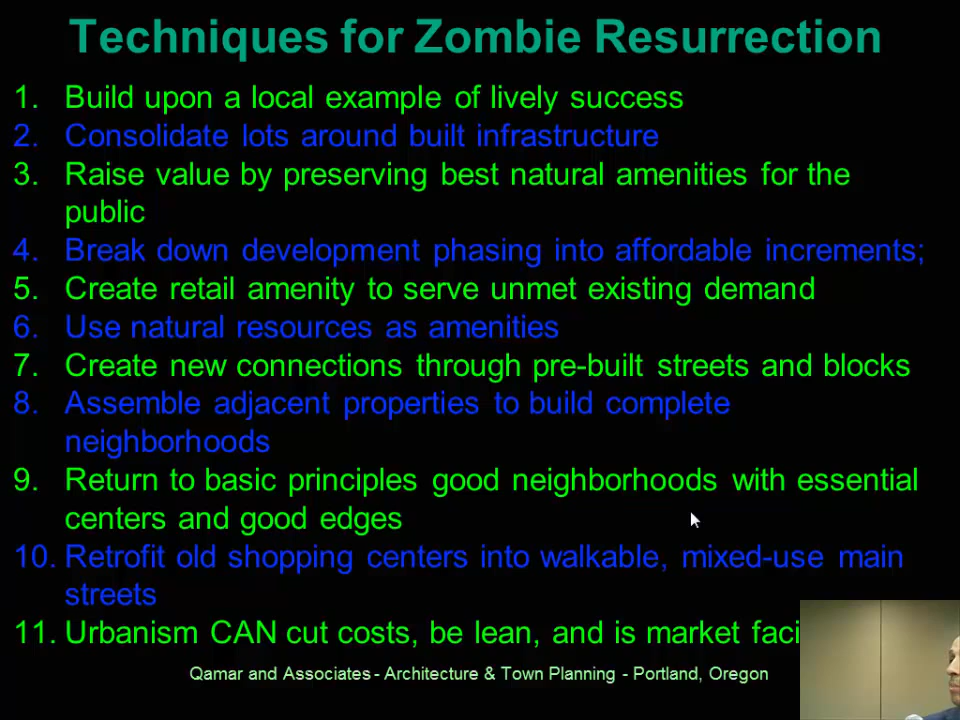 Techniques for Zombie Resurrection
1. Build upon a local example of lively success
2. Consolidate lots around built infrastructure
3. Raise value by preserving best natural amenities for the
public
4. Break down development phasing into affordable increments;
5. Create retail amenity to serve unmet existing demand
6. Use natural resources as amenities
7. Create new connections through pre-built streets and blocks
8. Assemble adjacent properties to build complete
neighborhoods
9. Return to basic principles good neighborhoods with essential
centers and good edges
10. Retrofit old shopping centers into walkable, mixed-use main
streets
11. Urbanism CAN cut costs, be lean, and is market
Qamar and Associates - Architecture & Town Planning - Portland, Oregon